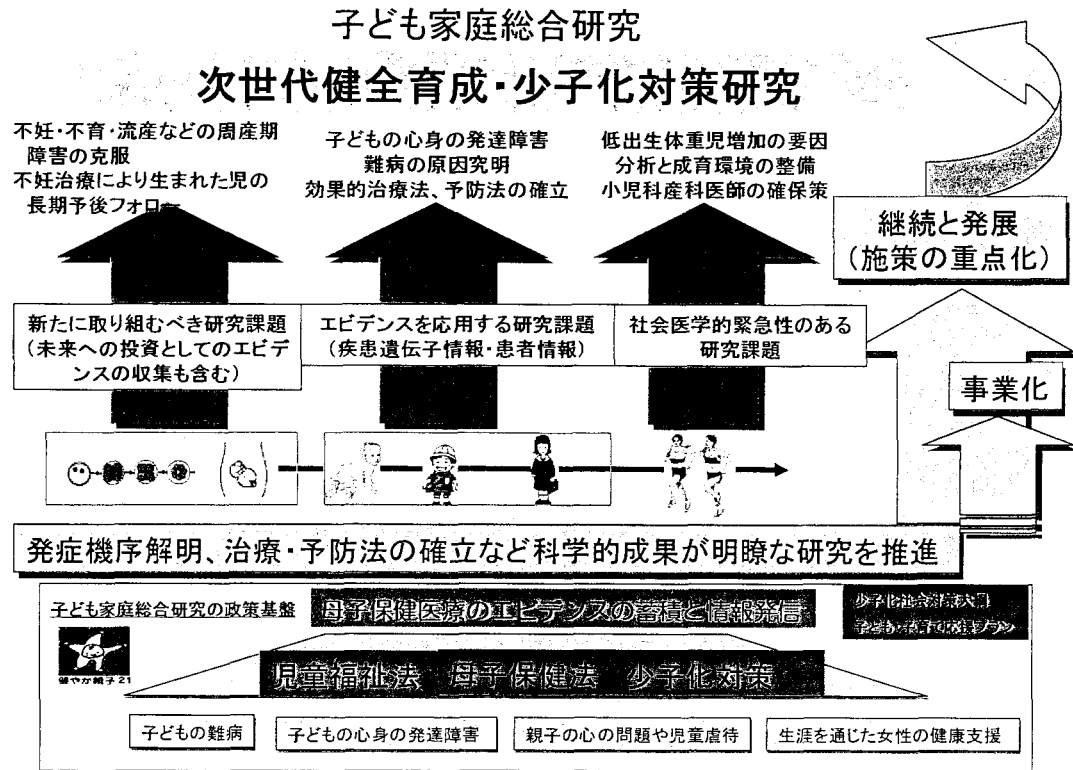 子ども家庭総合研究
次世代健全育成・少子化対策研究
不妊・不育・流産などの周産期
障害の克服
不妊治療により生まれた児の
長期予後フォロー
子どもの心身の発達障害
難病の原因究明
効果的治療法、予防法の確立
低出生体重児増加の要因
分析と成育環境の整備
小児科産科医師の確保策
継続と発展
(施策の重点化)
新たに取り組むべき研究課題
(未来への投資としてのエビデ
ンスの収集も含む)
エビデンスを応用する研究課題
(疾患遺伝子情報・患者情報)
社会医学的緊急性のある
研究課題
事業化
発症機序解明、治療・予防法の確立など科学的成果が明瞭な研究を推進
子ども家庭総合研究の政策基盤
母子保健医療のエビデンスの蓄積と情報発信
少子化社会対策大綱
子ども・子育て応援プラン
健やか親子21
児童福祉法 母子保健法 少子化対策
子どもの難病
子どもの心身の発達障害
親子の心の問題や児童虐待
生涯を通じた女性の健康支援